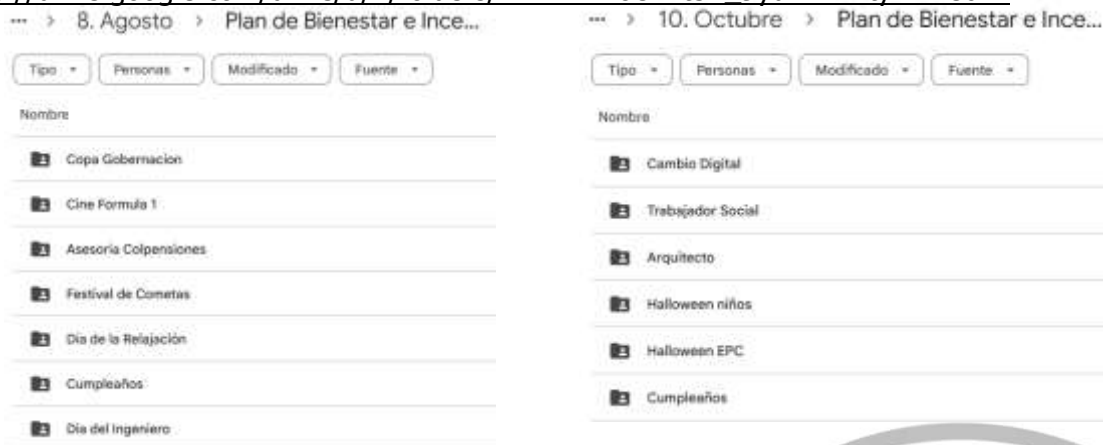 ··· > 8. Agosto > Plan de Bienestar e Ince...
Tipo Personas Modificado Fuente
Nombre
Copa Gobernacion
Cine Formula 1
Asesoria Colpensiones
Festival de Cometas
Día de la Relajación
Cumpleaños
Dia del Ingeniero
··· > 10. Octubre > Plan de Bienestar e Ince...
Tipo Personas Modificado Fuente
Nombre
Cambio Digital
Trabajador Social
Arquitecto
Halloween niños
Halloween EPC
Cumpleaños